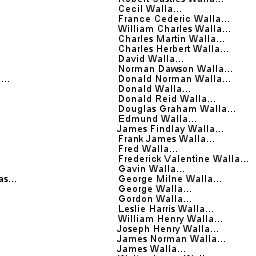 Cecil Walla...
France Cederic Walla...
William Charles Walla...
Charles Martin Walla...
Charles Herbert Walla...
David Walla...
Norman Dawson Walla...
...
Donald Norman Walla...
Donald Walla...
Donald Reid Walla...
Douglas Graham Walla...
Edmund Walla...
James Findlay Walla...
Frank James Walla...
Fred Walla...
Frederick Valentine Walla...
Gavin Walla...
as...
George Milne Walla...
George Walla...
Gordon Walla...
Leslie Harris Walla...
William Henry Walla...
Joseph Henry Walla...
James Norman Walla...
James Walla...